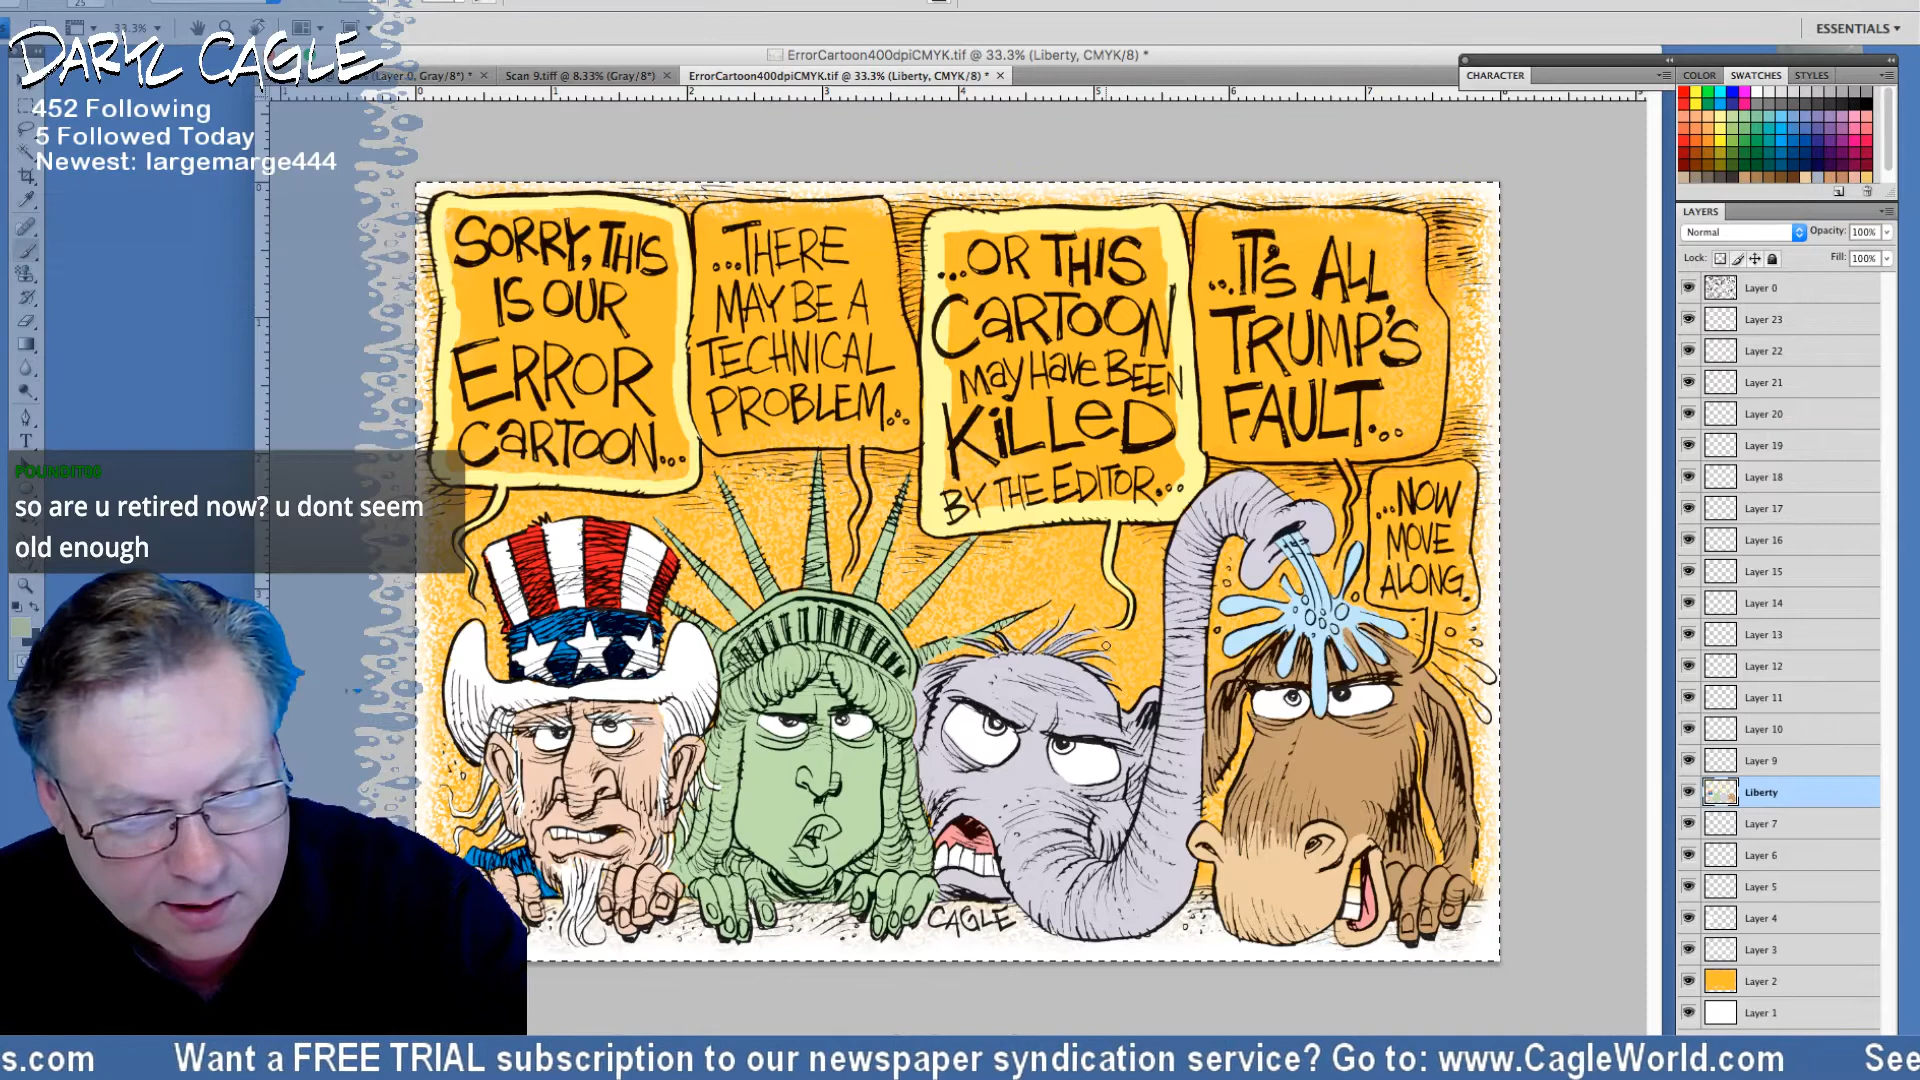 25
33.3%
ESSENTIALS
DARYL CAGLE
452 Following
5 Followed Today
Newest: largemarge444
ErrorCartoon400dpiCMYK.tif @ 33.3% (Liberty, CMYK/8) *
(Layer 0, Gray/8*) *
Scan 9.tiff @ 8.33% (Gray/8)
ErrorCartoon400dpiCMYK.tif @ 33.3% (Liberty, CMYK/8) *
CHARACTER
COLOR
SWATCHES
STYLES
LAYERS
Normal
Opacity: 100%
Lock:
Fill: 100%
Layer 0
Layer 23
Layer 22
Layer 21
Layer 20
Layer 19
Layer 18
Layer 17
Layer 16
Layer 15
Layer 14
Layer 13
Layer 12
Layer 11
Layer 10
Layer 9
Liberty
Layer 7
Layer 6
Layer 5
Layer 4
Layer 3
Layer 2
Layer 1
SORRY, THIS
IS OUR
ERROR
CARTOON...
...THERE
MAY BE A
TECHNICAL
PROBLEM...
...OR THIS
CARTOON
MAY HAVE BEEN
KILLED
BY THE EDITOR...
...IT'S ALL
TRUMP'S
FAULT...
...NOW
MOVE
ALONG.
CAGLE
so are u retired now? u dont seem
old enough
s.com Want a FREE TRIAL subscription to our newspaper syndication service? Go to: www.CagleWorld.com See